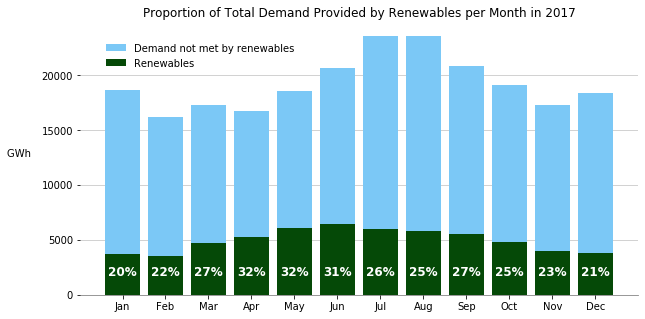 Proportion of Total Demand Provided by Renewables per Month in 2017
Demand not met by renewables
Renewables
20000
15000
GWh
10000
5000
0
20% 22% 27% 32% 32% 31% 26% 25% 27% 25% 23% 21%
Jan Feb Mar Apr May Jun Jul Aug Sep Oct Nov Dec